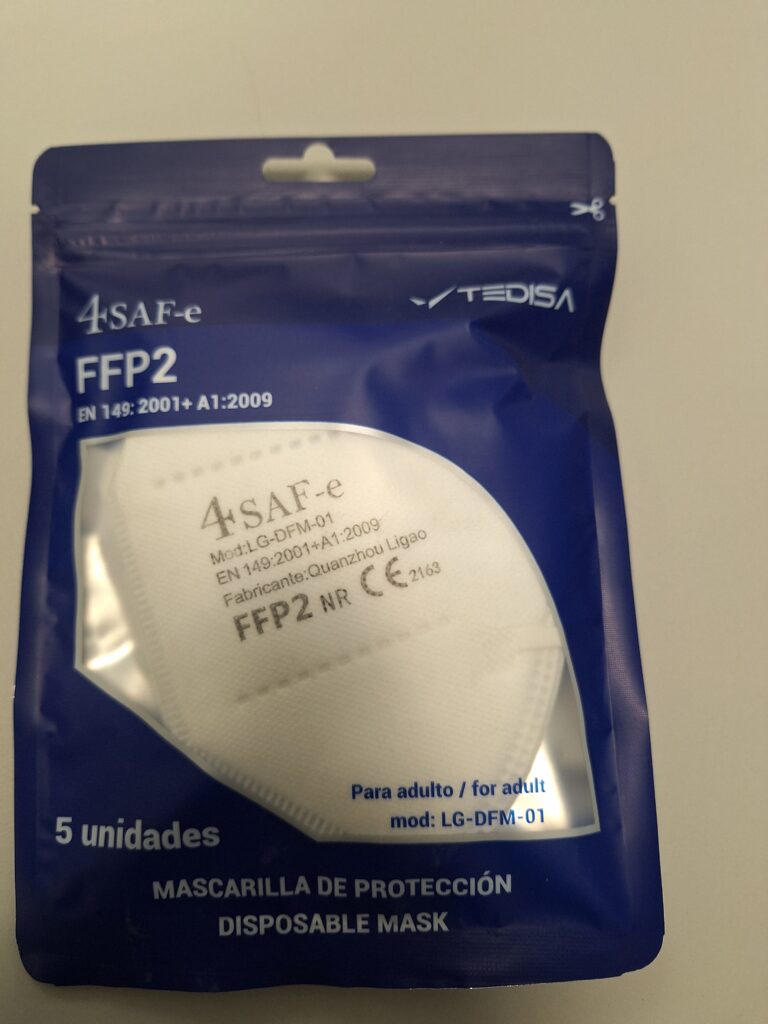 4SAF-e
TEDISA
FFP2
EN 149: 2001+ A1:2009
4SAF-e
Mod:LG-DFM-01
EN 149:2001+A1:2009
Fabricante:Quanzhou Ligao
FFP2 NR CE 2163
Para adulto / for adult
mod: LG-DFM-01
5 unidades
MASCARILLA DE PROTECCIÓN
DISPOSABLE MASK